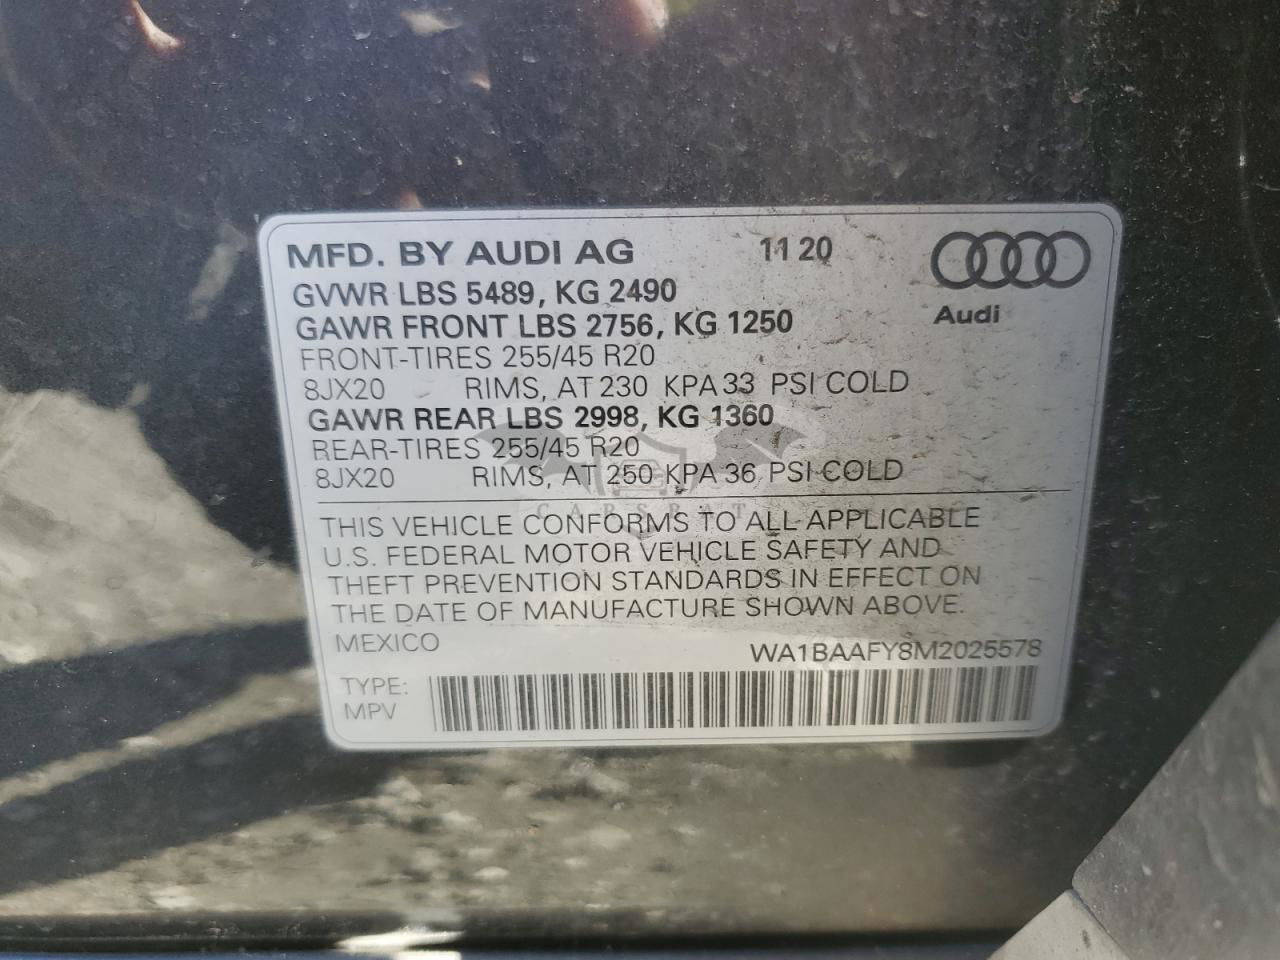 MFD. BY AUDI AG 11 20
GVWR LBS 5489, KG 2490
GAWR FRONT LBS 2756, KG 1250
Audi
FRONT-TIRES 255/45 R20
8JX20 RIMS, AT 230 KPA 33 PSI COLD
GAWR REAR LBS 2998, KG 1360
REAR-TIRES 255/45 R20
8JX20 RIMS, AT 250 KPA 36 PSI COLD
THIS VEHICLE CONFORMS TO ALL APPLICABLE
U.S. FEDERAL MOTOR VEHICLE SAFETY AND
THEFT PREVENTION STANDARDS IN EFFECT ON
THE DATE OF MANUFACTURE SHOWN ABOVE.
MEXICO WA1BAAFY8M2025578
TYPE:
MPV